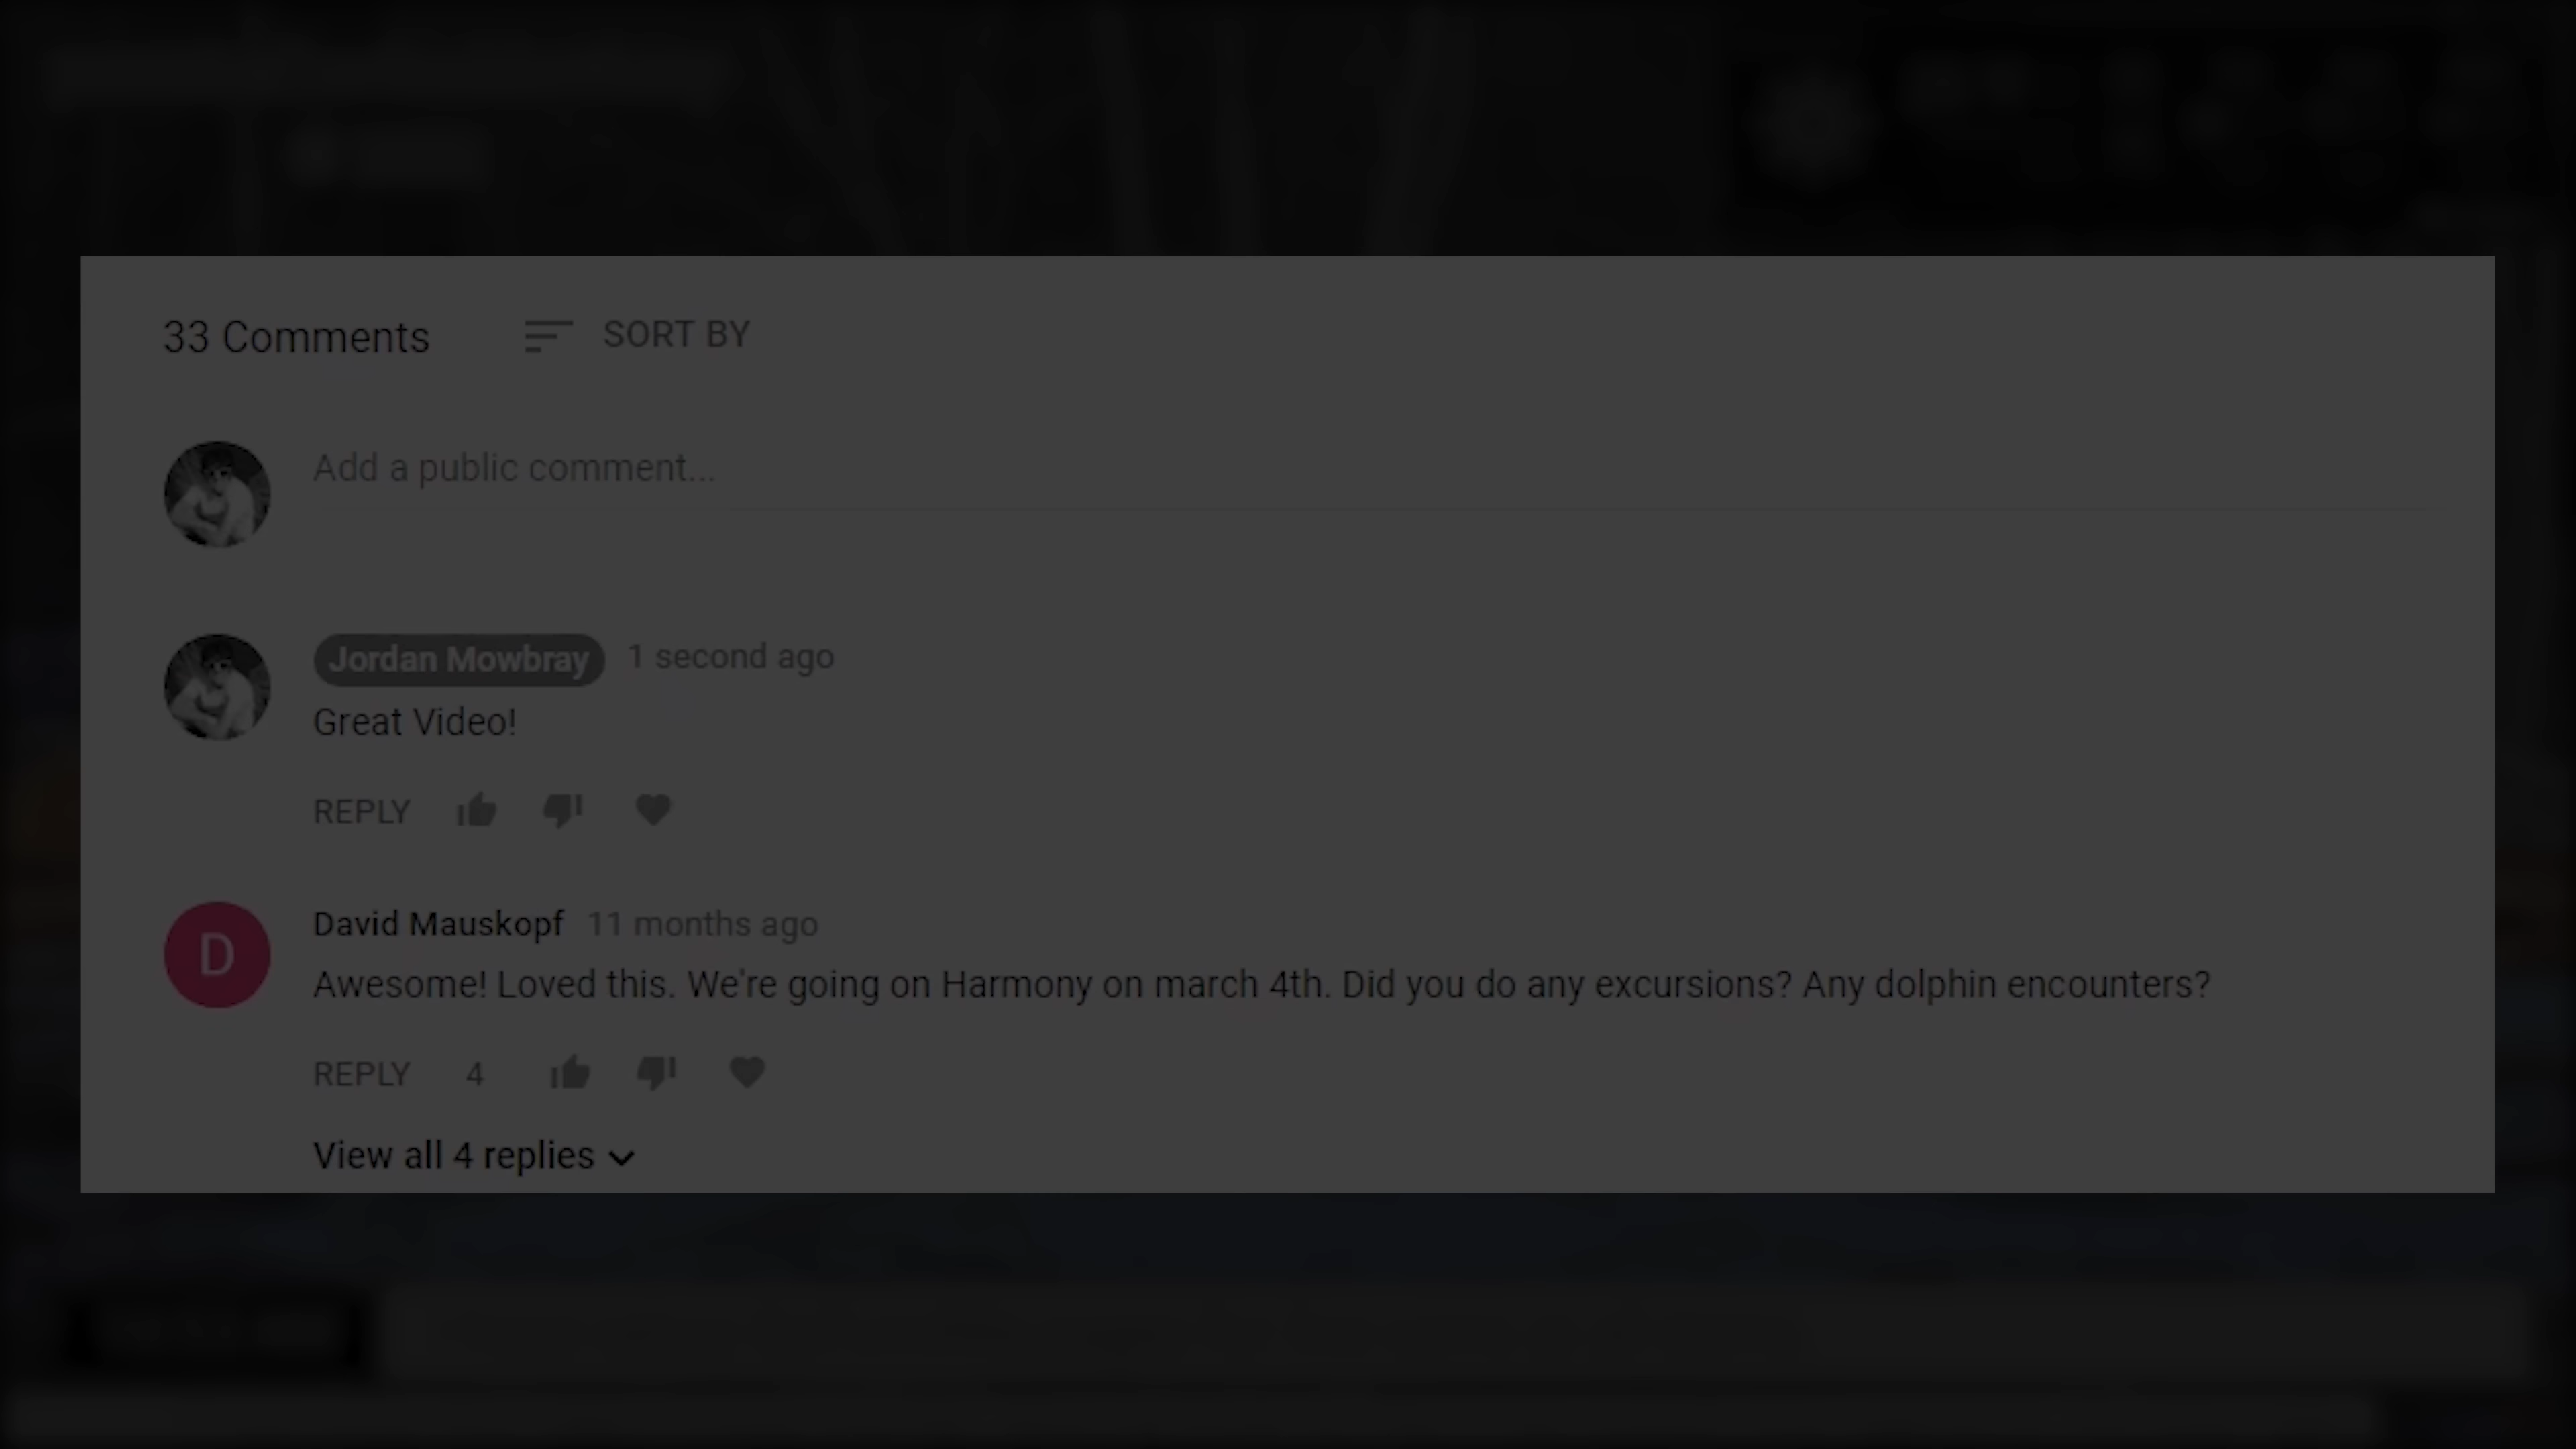 33 Comments SORT BY
Add a public comment...
Jordan Mowbray 1 second ago
Great Video!
REPLY
D
David Mauskopf 11 months ago
Awesome! Loved this. We're going on Harmony on march 4th. Did you do any excursions? Any dolphin encounters?
REPLY 4
View all 4 replies